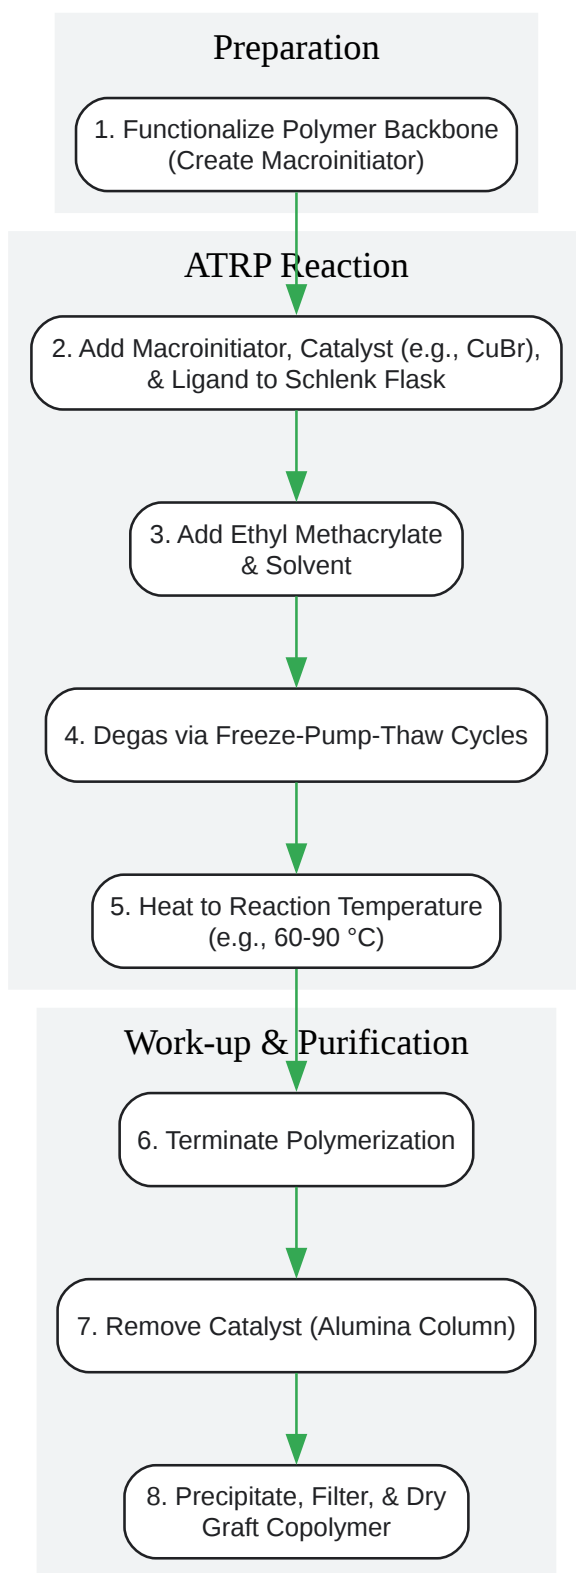 Preparation
1. Functionalize Polymer Backbone
(Create Macroinitiator)
ATRP Reaction
2. Add Macroinitiator, Catalyst (e.g., CuBr),
& Ligand to Schlenk Flask
3. Add Ethyl Methacrylate
& Solvent
4. Degas via Freeze-Pump-Thaw Cycles
5. Heat to Reaction Temperature
(e.g., 60-90 °C)
Work-up & Purification
6. Terminate Polymerization
7. Remove Catalyst (Alumina Column)
8. Precipitate, Filter, & Dry
Graft Copolymer